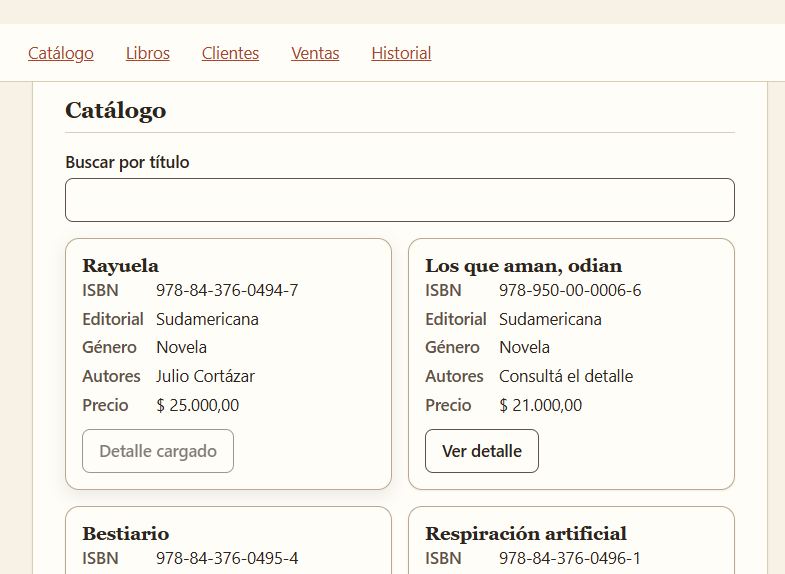 Catálogo Libros Clientes Ventas Historial
Catálogo
Buscar por título
Rayuela
ISBN 978-84-376-0494-7
Editorial Sudamericana
Género Novela
Autores Julio Cortázar
Precio $ 25.000,00
Detalle cargado
Los que aman, odian
ISBN 978-950-00-0006-6
Editorial Sudamericana
Género Novela
Autores Consultá el detalle
Precio $ 21.000,00
Ver detalle
Bestiario
ISBN 978-84-376-0495-4
Respiración artificial
ISBN 978-84-376-0496-1